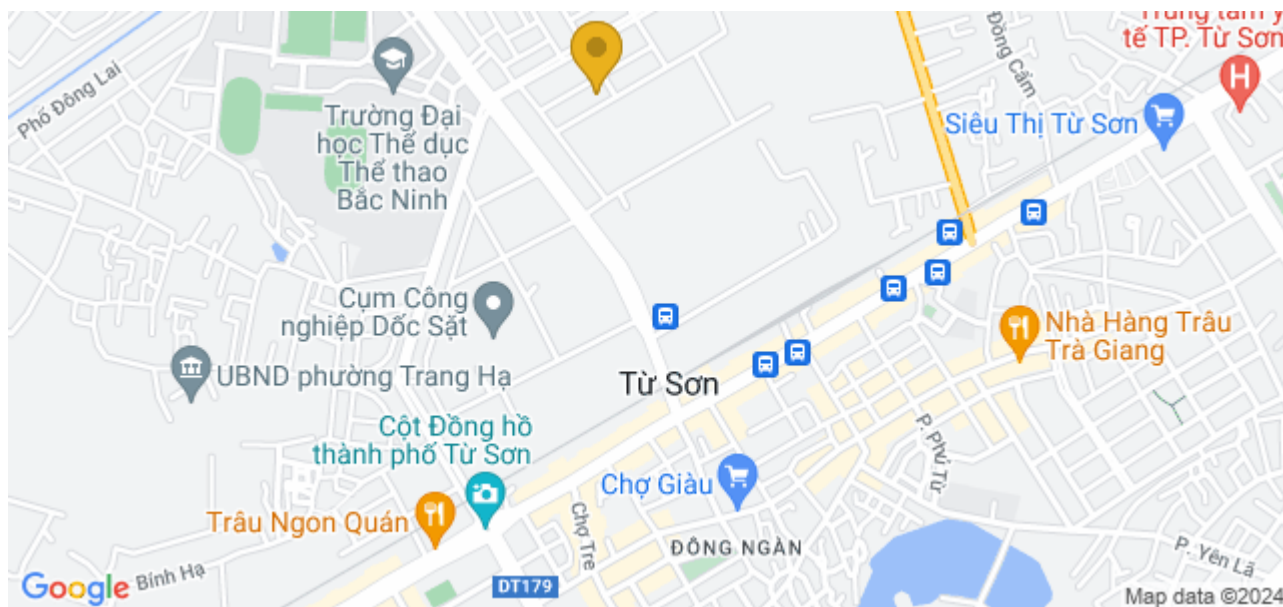 Trung tâm y
tế TP. Từ Sơn
Đồng Cẩm
Phố Đông Lai
Trường Đại
học Thể dục
Thể thao
Bắc Ninh
Siêu Thị Từ Sơn
Cụm Công
nghiệp Dốc Sặt
Nhà Hàng Trâu
Trà Giang
UBND phường Trang Hạ
Từ Sơn
Cột Đồng hồ
thành phố Từ Sơn
P. Phù Từ
Chợ Giàu
Trâu Ngon Quán
Chợ Tre
ĐÔNG NGÀN
P. Yên Lã
Google
Bính Hạ
DT179
Map data ©2024